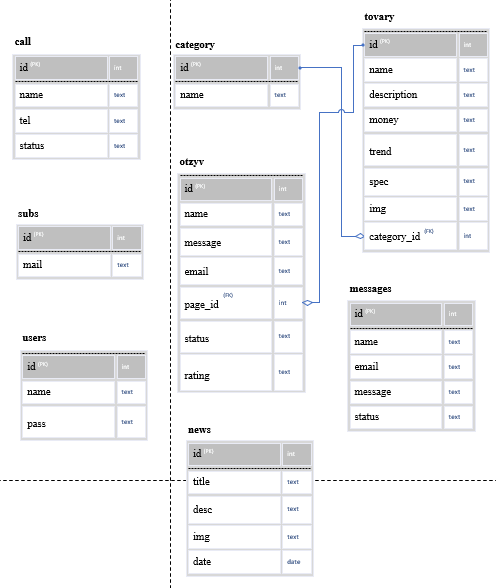 call
id (PK) int
name text
tel text
status text
subs
id (PK) int
mail text
users
id (PK) int
name text
pass text
category
id (PK) int
name text
otzyv
id (PK) int
name text
message text
email text
page_id (FK) int
status text
rating text
news
id (PK) int
title text
desc text
img text
date date
tovary
id (PK) int
name text
description text
money text
trend text
spec text
img text
category_id (FK) int
messages
id (PK) int
name text
email text
message text
status text